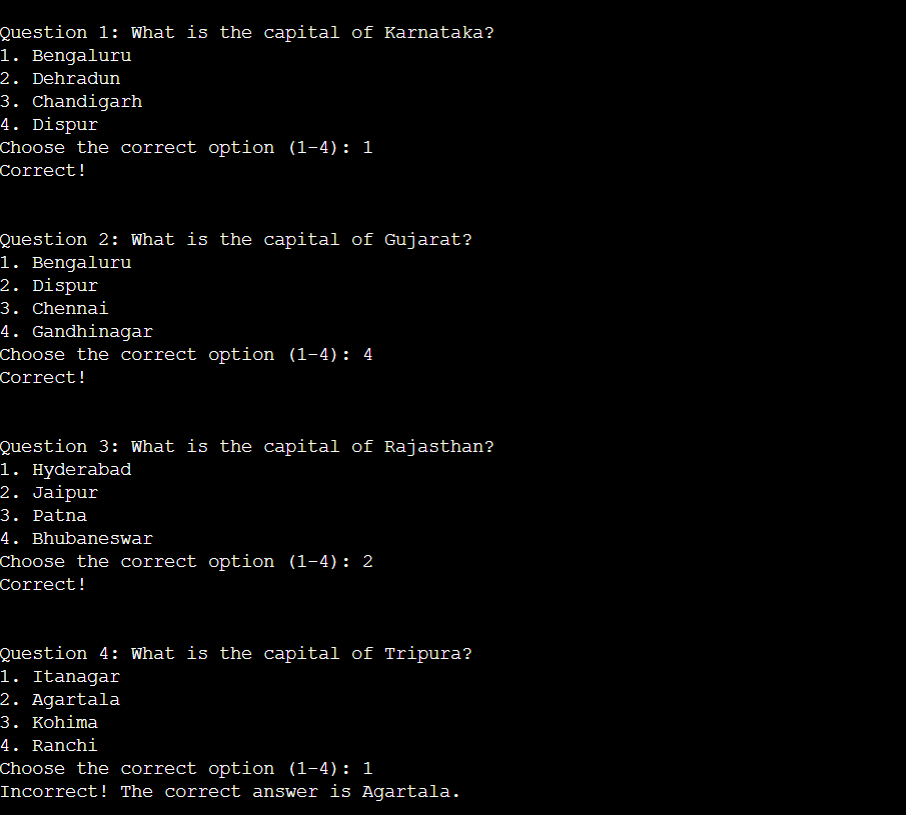 Question 1: What is the capital of Karnataka?
1. Bengaluru
2. Dehradun
3. Chandigarh
4. Dispur
Choose the correct option (1-4): 1
Correct!
Question 2: What is the capital of Gujarat?
1. Bengaluru
2. Dispur
3. Chennai
4. Gandhinagar
Choose the correct option (1-4): 4
Correct!
Question 3: What is the capital of Rajasthan?
1. Hyderabad
2. Jaipur
3. Patna
4. Bhubaneswar
Choose the correct option (1-4): 2
Correct!
Question 4: What is the capital of Tripura?
1. Itanagar
2. Agartala
3. Kohima
4. Ranchi
Choose the correct option (1-4): 1
Incorrect! The correct answer is Agartala.